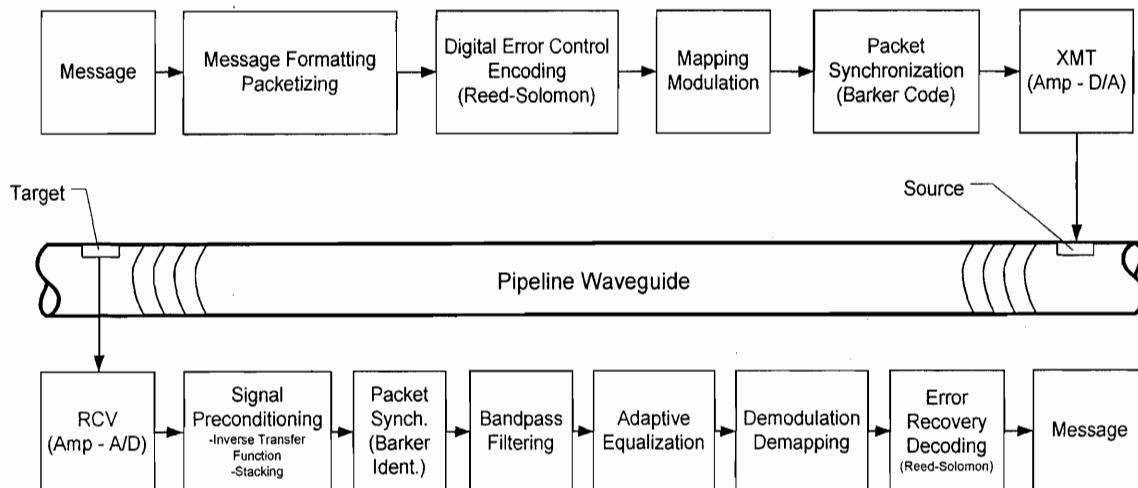 Message
Message Formatting
Packetizing
Digital Error Control
Encoding
(Reed-Solomon)
Mapping
Modulation
Packet
Synchronization
(Barker Code)
XMT
(Amp - D/A)
Target
Source
Pipeline Waveguide
RCV
(Amp - A/D)
Signal
Preconditioning
-Inverse Transfer
Function
-Stacking
Packet
Synch.
(Barker
Ident.)
Bandpass
Filtering
Adaptive
Equalization
Demodulation
Demapping
Error
Recovery
Decoding
(Reed-Solomon)
Message